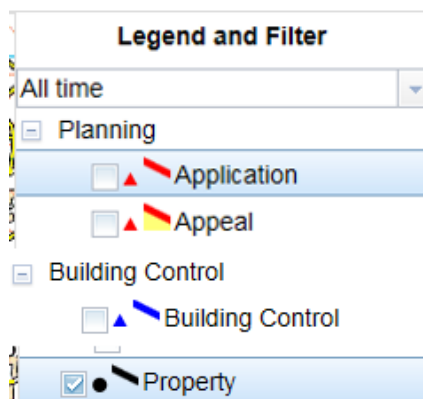 Legend and Filter
All time
Planning
Application
Appeal
Building Control
Building Control
Property